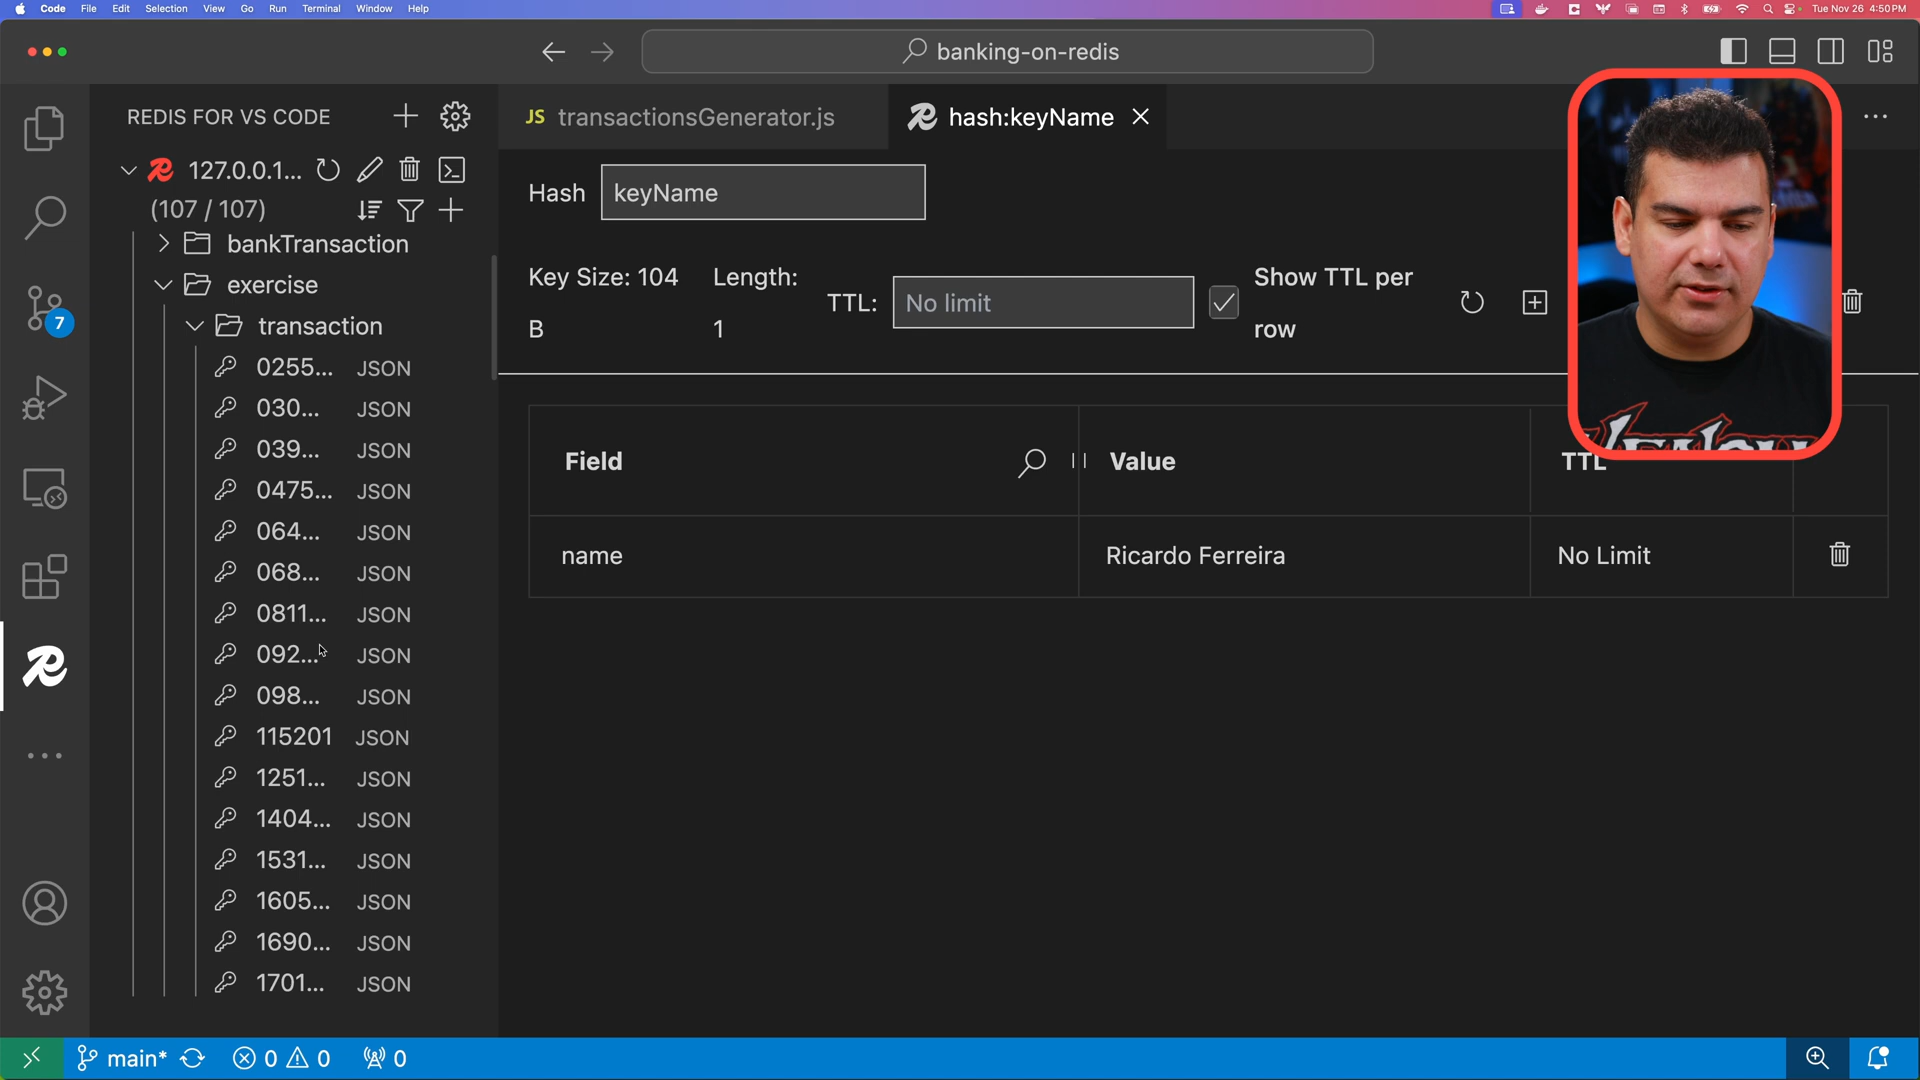 Code File Edit Selection View Go Run Terminal Window Help
Tue Nov 26 4:50 PM
banking-on-redis
REDIS FOR VS CODE
127.0.0.1...
(107 / 107)
bankTransaction
exercise
transaction
0255... JSON
030... JSON
039... JSON
0475... JSON
064... JSON
068... JSON
0811... JSON
092... JSON
098... JSON
115201 JSON
1251... JSON
1404... JSON
1531... JSON
1605... JSON
1690... JSON
1701... JSON
7
JS transactionsGenerator.js
hash:keyName
Hash keyName
Key Size: 104 B
Length: 1
TTL: No limit
Show TTL per row
Field Value TTL
name Ricardo Ferreira No Limit
main* 0 0 0